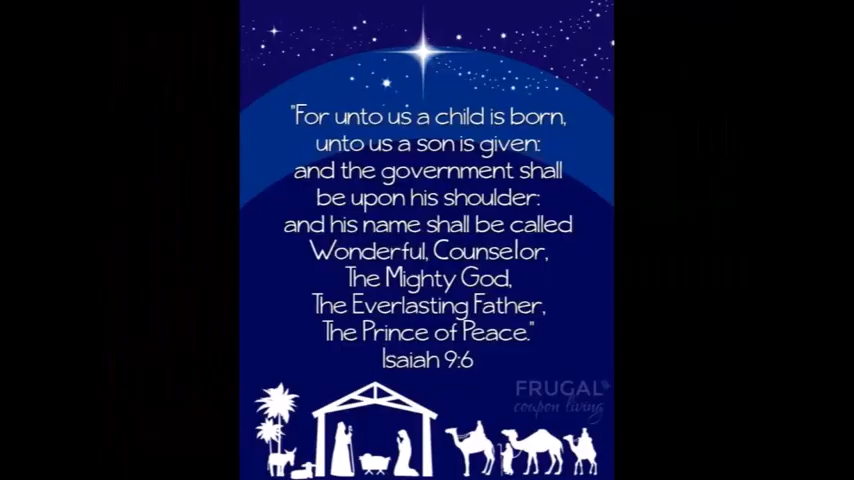 "For unto us a child is born,
unto us a son is given:
and the government shall
be upon his shoulder:
and his name shall be called
Wonderful, Counselor,
The Mighty God,
The Everlasting Father,
The Prince of Peace."
Isaiah 9:6
FRUGAL
coupon living